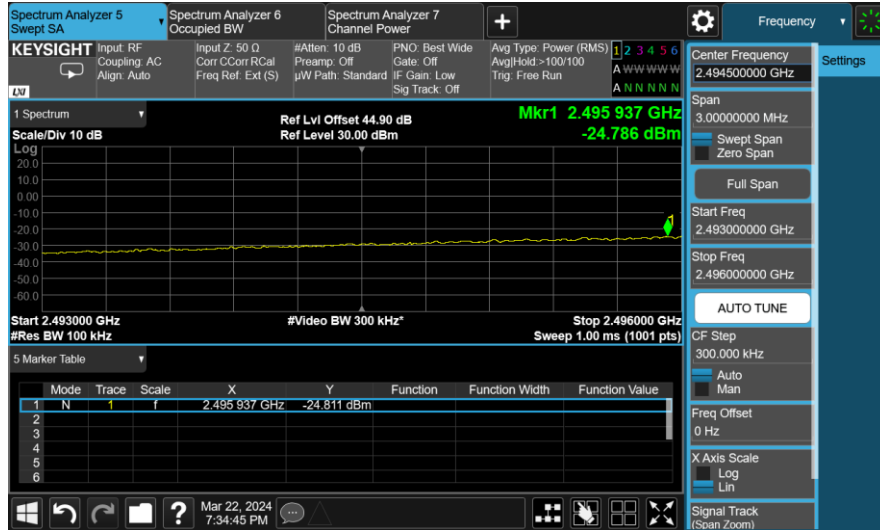 Spectrum Analyzer 5
Swept SA
Spectrum Analyzer 6
Occupied BW
Spectrum Analyzer 7
Channel Power
Frequency
KEYSIGHT
LXI
Input: RF
Coupling: AC
Align: Auto
Input Z: 50 Ω
Corr CCorr RCal
Freq Ref: Ext (S)
#Atten: 10 dB
Preamp: Off
µW Path: Standard
PNO: Best Wide
Gate: Off
IF Gain: Low
Sig Track: Off
Avg Type: Power (RMS)
Avg|Hold:>100/100
Trig: Free Run
1 2 3 4 5 6
A W W W W W
A N N N N N
1 Spectrum
Scale/Div 10 dB
Ref Lvl Offset 44.90 dB
Ref Level 30.00 dBm
Mkr1 2.495 937 GHz
-24.786 dBm
Log
20.0
10.0
0.00
-10.0
-20.0
-30.0
-40.0
-50.0
-60.0
1
Start 2.493000 GHz
#Res BW 100 kHz
#Video BW 300 kHz*
Stop 2.496000 GHz
Sweep 1.00 ms (1001 pts)
5 Marker Table
Mode Trace Scale X Y Function Function Width Function Value
1 N 1 f 2.495 937 GHz -24.811 dBm
2
3
4
5
6
Mar 22, 2024
7:34:45 PM
Center Frequency
2.494500000 GHz
Settings
Span
3.00000000 MHz
Swept Span
Zero Span
Full Span
Start Freq
2.493000000 GHz
Stop Freq
2.496000000 GHz
AUTO TUNE
CF Step
300.000 kHz
Auto
Man
Freq Offset
0 Hz
X Axis Scale
Log
Lin
Signal Track
(Span Zoom)